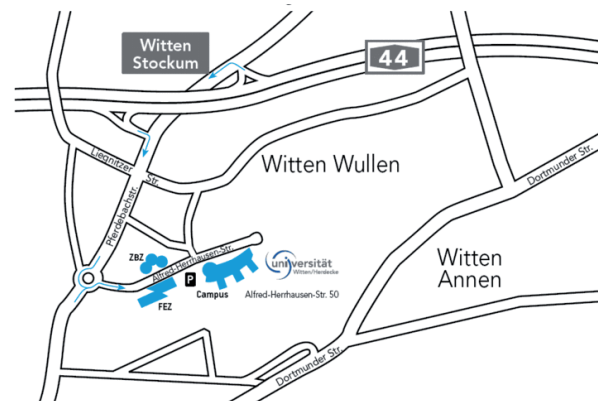 Witten
Stockum
44
Liegnitzer Str.
Witten Wullen
Dortmunder Str.
Pferdebachstr.
Witten
Annen
ZBZ
Alfred-Herrhausen-Str.
universität
Witten/Herdecke
P
FEZ
Campus
Alfred-Herrhausen-Str. 50
Dortmunder Str.